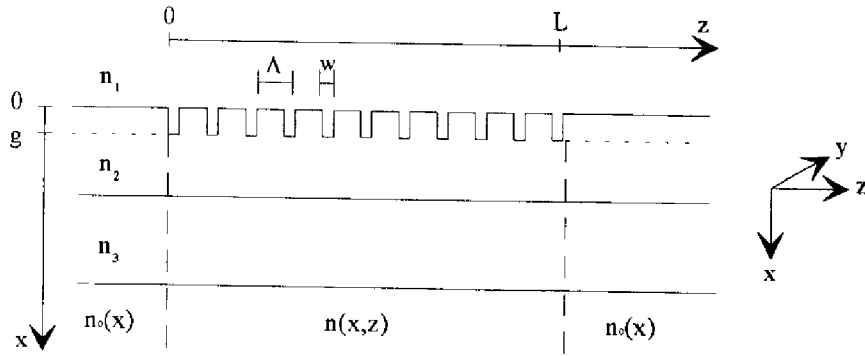 0 L z
n₁ Λ w
0
g
n₂ y
z
n₃ x
x n₀(x) n(x,z) n₀(x)